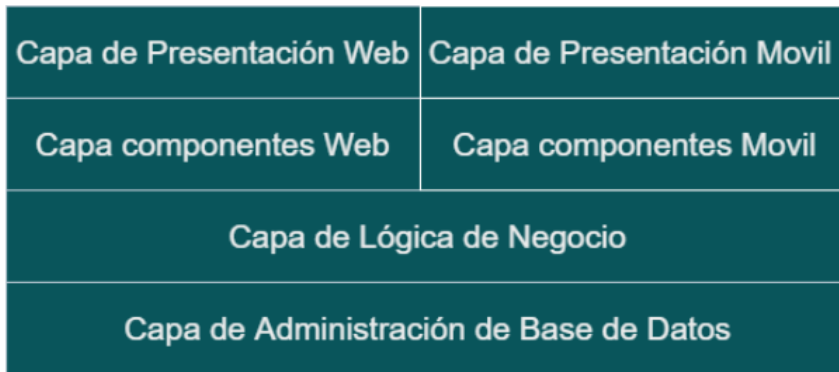 Capa de Presentación Web
Capa de Presentación Movil
Capa componentes Web
Capa componentes Movil
Capa de Lógica de Negocio
Capa de Administración de Base de Datos